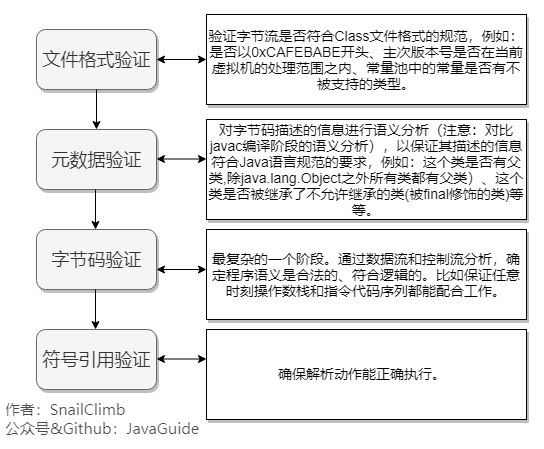 文件格式验证
验证字节流是否符合Class文件格式的规范，例如：
是否以0xCAFEBABE开头、主次版本号是否在当前
虚拟机的处理范围之内、常量池中的常量是否有不
被支持的类型。
元数据验证
对字节码描述的信息进行语义分析（注意：对比
javac编译阶段的语义分析），以保证其描述的信息
符合Java语言规范的要求，例如：这个类是否有父
类,除java.lang.Object之外所有类都有父类）、这个
类是否被继承了不允许继承的类(被final修饰的类)等
等。
字节码验证
最复杂的一个阶段。通过数据流和控制流分析，确
定程序语义是合法的、符合逻辑的。比如保证任意
时刻操作数栈和指令代码序列都能配合工作。
符号引用验证
确保解析动作能正确执行。
作者：SnailClimb
公众号&Github：JavaGuide